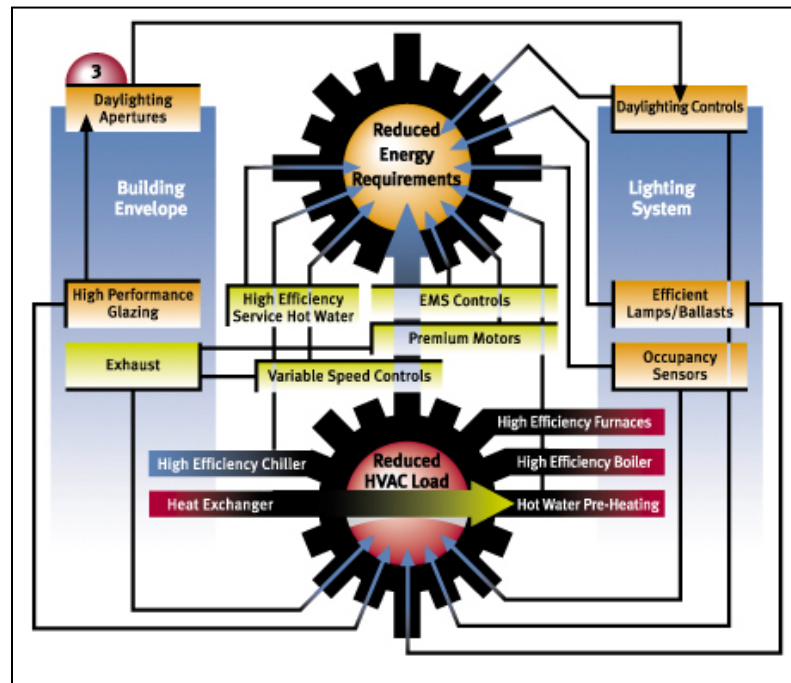 3
Daylighting
Apertures
Reduced
Energy
Requirements
Daylighting Controls
Building
Envelope
Lighting
System
High Performance
Glazing
High Efficiency
Service Hot Water
EMS Controls
Efficient
Lamps/Ballasts
Premium Motors
Exhaust
Variable Speed Controls
Occupancy
Sensors
High Efficiency Furnaces
High Efficiency Chiller
Reduced
HVAC Load
High Efficiency Boiler
Heat Exchanger
Hot Water Pre-Heating